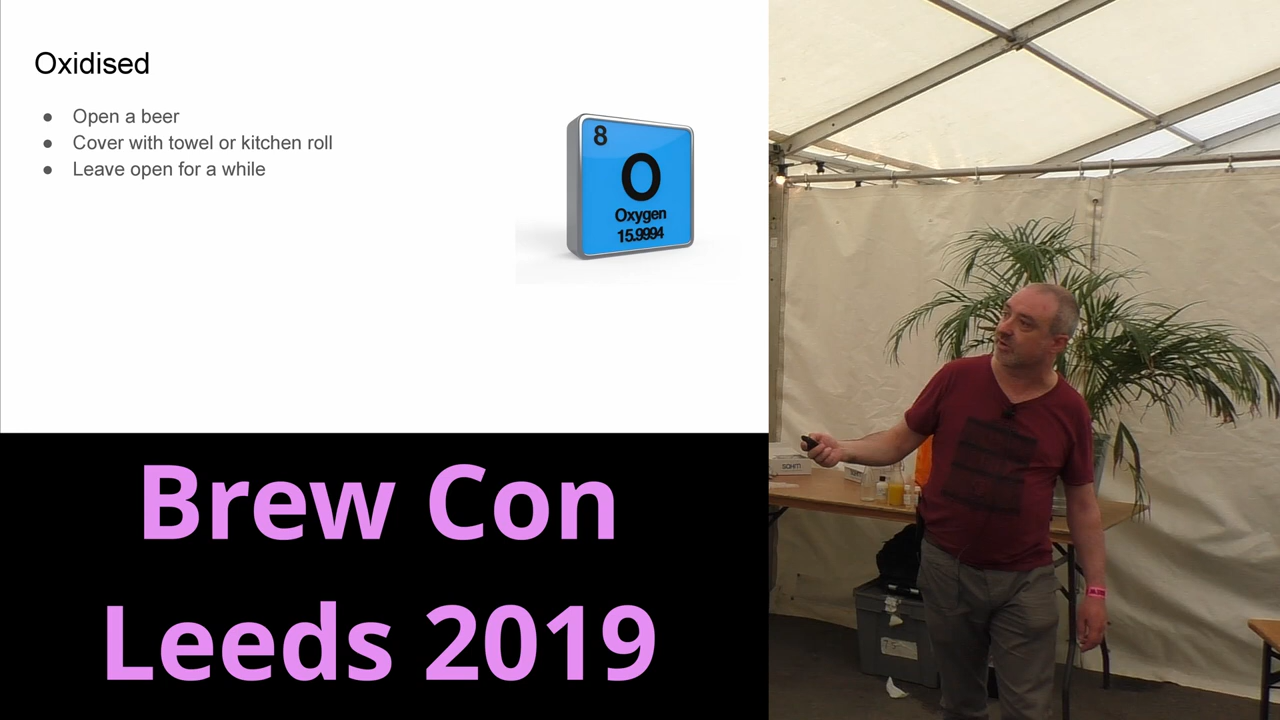 Oxidised
● Open a beer
● Cover with towel or kitchen roll
● Leave open for a while
8
O
Oxygen
15.9994
Brew Con
Leeds 2019